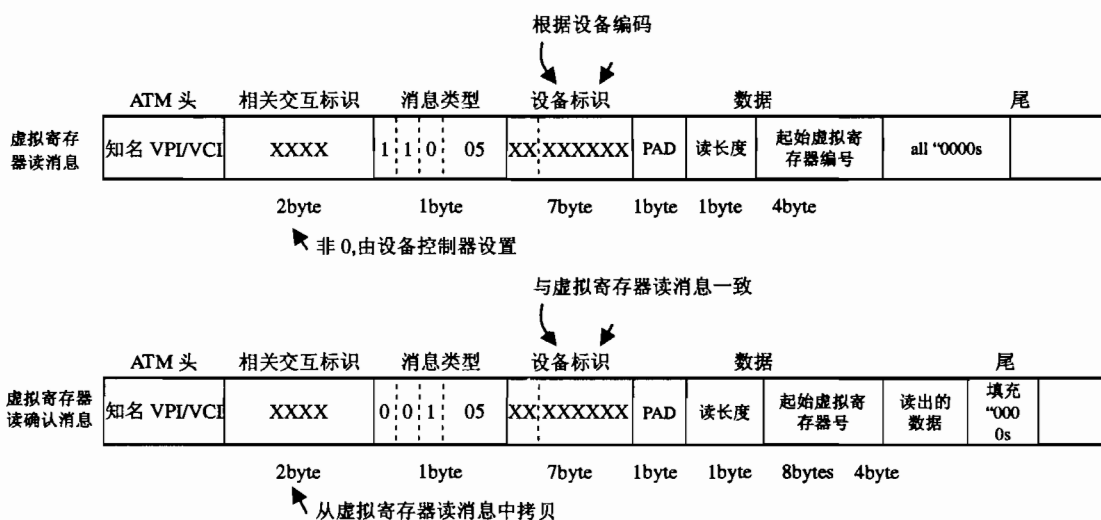 根据设备编码
ATM 头 相关交互标识 消息类型 设备标识 数据 尾
虚拟寄存
器读消息
知名 VPI/VCI XXXX 1 1 0 05 XX XXXXXX PAD 读长度 起始虚拟寄
存器编号 all “0000s
2byte 1byte 7byte 1byte 1byte 4byte
非 0,由设备控制器设置
与虚拟寄存器读消息一致
ATM 头 相关交互标识 消息类型 设备标识 数据 尾
虚拟寄存器
读确认消息
知名 VPI/VCI XXXX 0 0 1 05 XX XXXXXX PAD 读长度 起始虚拟寄
存器号 读出的
数据 填充
“000
0s
2byte 1byte 7byte 1byte 1byte 8bytes 4byte
从虚拟寄存器读消息中拷贝